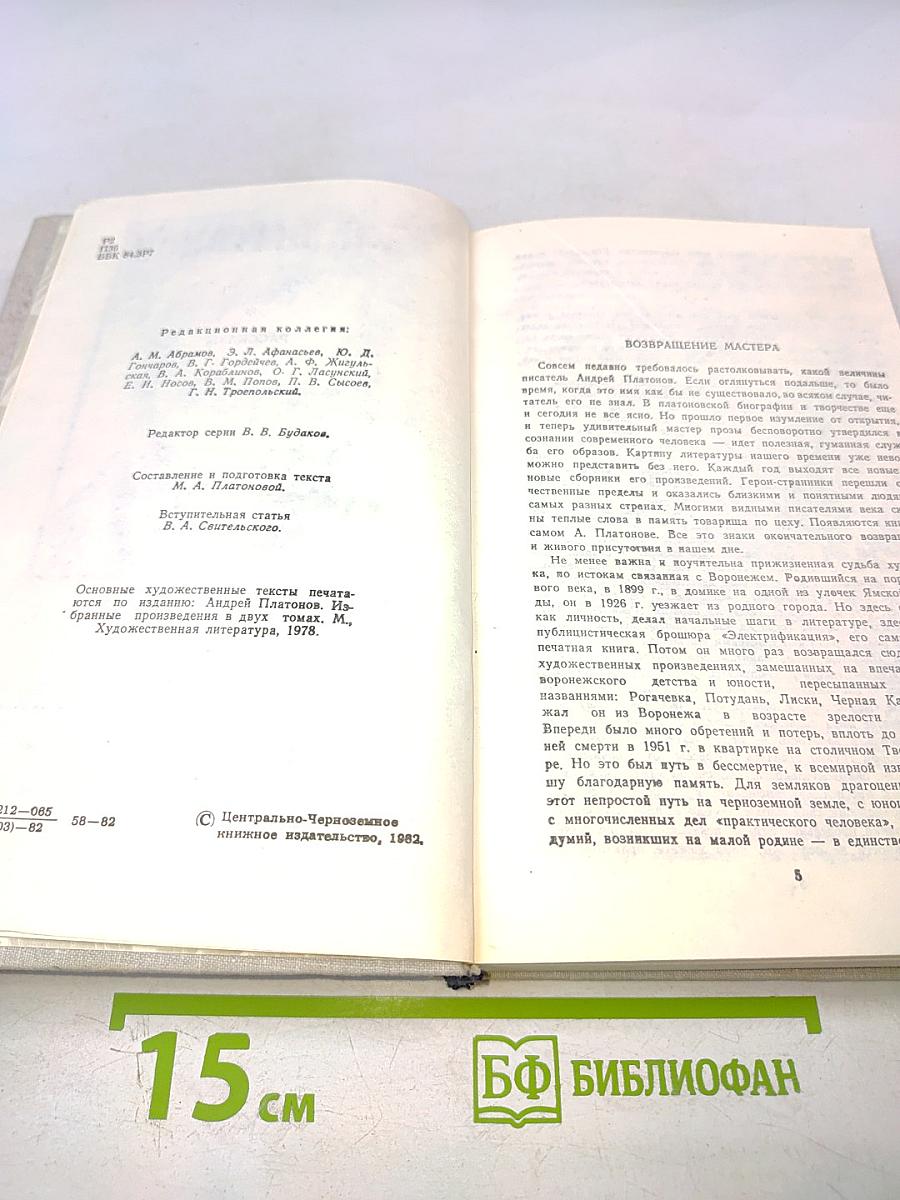 Р2
П36
ББК 84.3Р7
Редакционная коллегия:
А. М. Абрамов, Э. Л. Афанасьев, Ю. Д.
Гончаров, В. Г. Гордейчев, А. Ф. Жигуль-
ская, В. А. Кораблинов, О. Г. Ласунский,
Е. И. Носов, В. М. Попов, П. В. Сысоев,
Г. Н. Троепольский.
Редактор серии В. В. Будаков.
Составление и подготовка текста
М. А. Платоновой.
Вступительная статья
В. А. Свительского.
Основные художественные тексты печата-
ются по изданию: Андрей Платонов. Из-
бранные произведения в двух томах. М.,
Художественная литература, 1978.
212—065
03)—82
58—82
© Центрально-Черноземное
книжное издательство, 1982.
ВОЗВРАЩЕНИЕ МАСТЕРА
Совсем недавно требовалось растолковывать, какой величины
писатель Андрей Платонов. Если оглянуться подальше, то было
время, когда это имя как бы не существовало, во всяком случае, чи-
татель его не знал. В платоновской биографии и творчестве еще
и сегодня не все ясно. Но прошло первое изумление от открытия,
и теперь удивительный мастер прозы бесповоротно утвердился в
сознании современного человека — идет полезная, гуманная служ
ба его образов. Картину литературы нашего времени уже нево
можно представить без него. Каждый год выходят все новые
новые сборники его произведений. Герои-странники перешли о
чественные пределы и оказались близкими и понятными людя
самых разных странах. Многими видными писателями века ск
ны теплые слова в память товарища по цеху. Появляются кни
самом А. Платонове. Все это знаки окончательного возвра
и живого присутствия в нашем дне.
Не менее важна и поучительна прижизненная судьба ху
ка, по истокам связанная с Воронежем. Родившийся на пор
вого века, в 1899 г., в домике на одной из улочек Ямской
ды, он в 1926 г. уезжает из родного города. Но здесь
как личность, делал начальные шаги в литературе, зде
публицистическая брошюра «Электрификация», его сам
печатная книга. Потом он много раз возвращался сюд
художественных произведениях, замешанных на впеча
воронежского детства и юности, пересыпанных
названиями: Рогачевка, Потудань, Лиски, Черная Ка
жал он из Воронежа в возрасте зрелости
Впереди было много обретений и потерь, вплоть до
ней смерти в 1951 г. в квартирке на столичном Тве
ре. Но это был путь в бессмертие, к всемирной изв
шу благодарную память. Для земляков драгоцен
этот непростой путь на черноземной земле, с юно
с многочисленных дел «практического человека»,
думий, возникших на малой родине — в единств
5
15 см
БФ БИБЛИОФАН